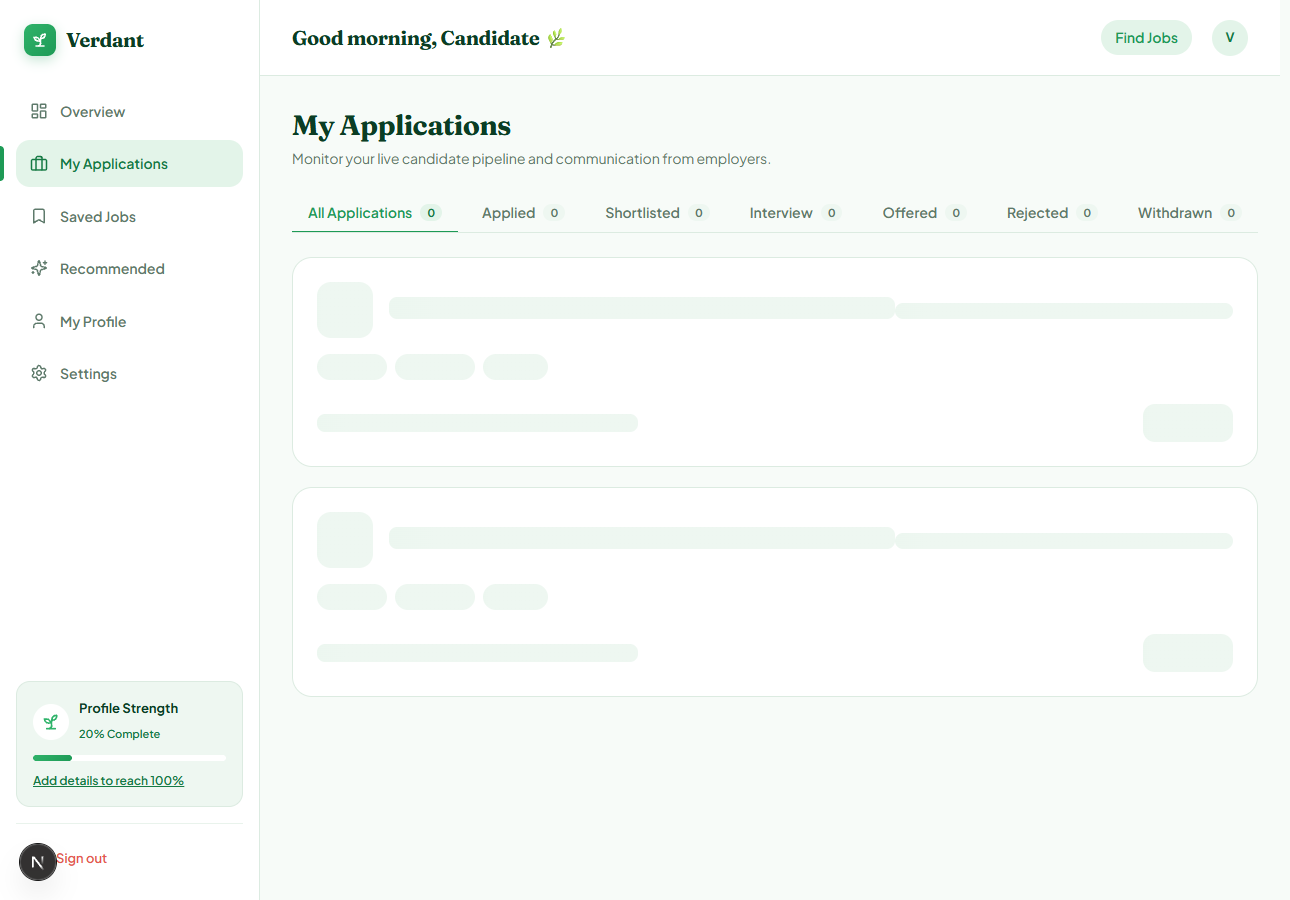 Verdant
Good morning, Candidate 🌿
Find Jobs
V
Overview
My Applications
Saved Jobs
Recommended
My Profile
Settings
My Applications
Monitor your live candidate pipeline and communication from employers.
All Applications 0 Applied 0 Shortlisted 0 Interview 0 Offered 0 Rejected 0 Withdrawn 0
Profile Strength
20% Complete
Add details to reach 100%
N
Sign out